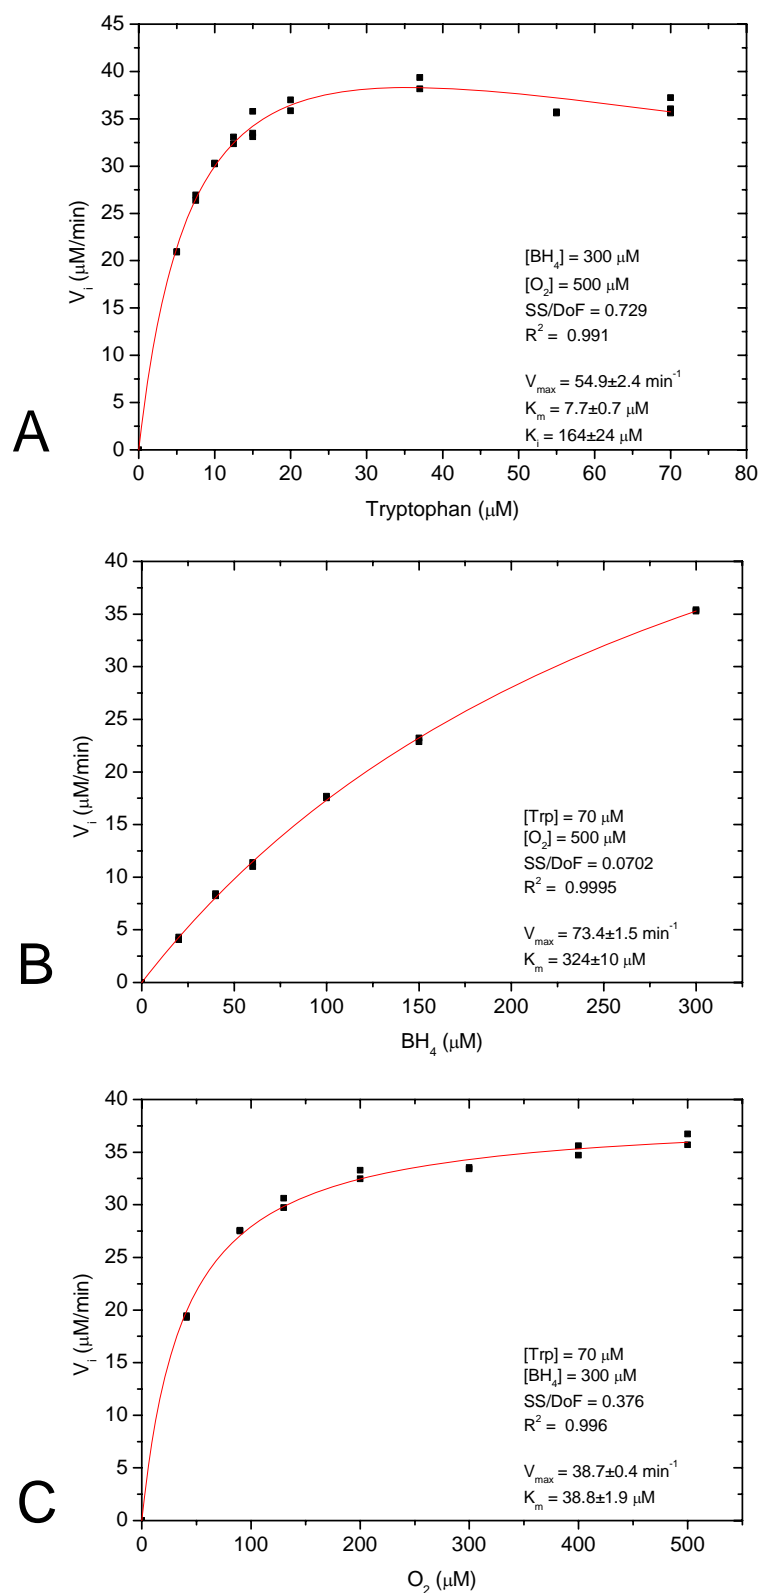 45
40
35
30
25
20
15
10
5
0
V_i (μM/min)
[BH_4] = 300 μM
[O_2] = 500 μM
SS/DoF = 0.729
R^2 = 0.991
V_max = 54.9±2.4 min^-1
K_m = 7.7±0.7 μM
K_i = 164±24 μM
A
0 10 20 30 40 50 60 70 80
Tryptophan (μM)
40
35
30
25
20
15
10
5
0
V_i (μM/min)
[Trp] = 70 μM
[O_2] = 500 μM
SS/DoF = 0.0702
R^2 = 0.9995
V_max = 73.4±1.5 min^-1
K_m = 324±10 μM
B
0 50 100 150 200 250 300
BH_4 (μM)
40
35
30
25
20
15
10
5
0
V_i (μM/min)
[Trp] = 70 μM
[BH_4] = 300 μM
SS/DoF = 0.376
R^2 = 0.996
V_max = 38.7±0.4 min^-1
K_m = 38.8±1.9 μM
C
0 100 200 300 400 500
O_2 (μM)